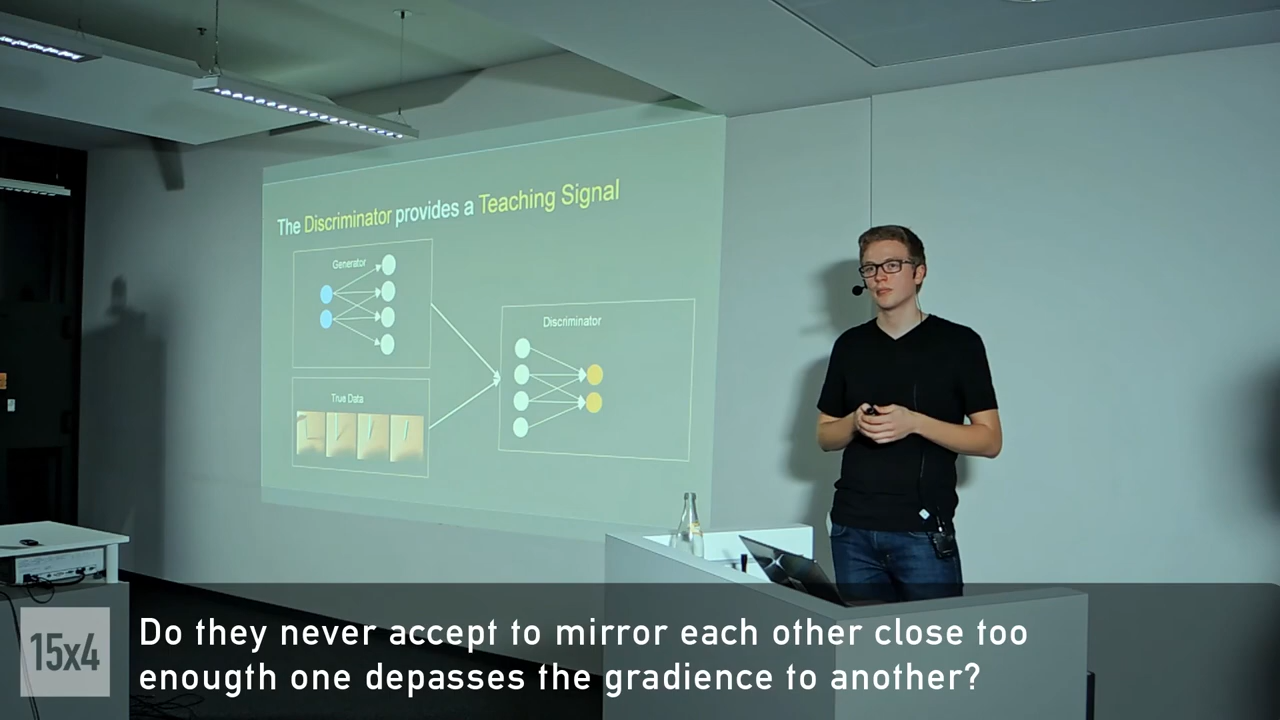 The Discriminator provides a Teaching Signal
Generator
Discriminator
True Data
15x4
Do they never accept to mirror each other close too
enougth one depasses the gradience to another?